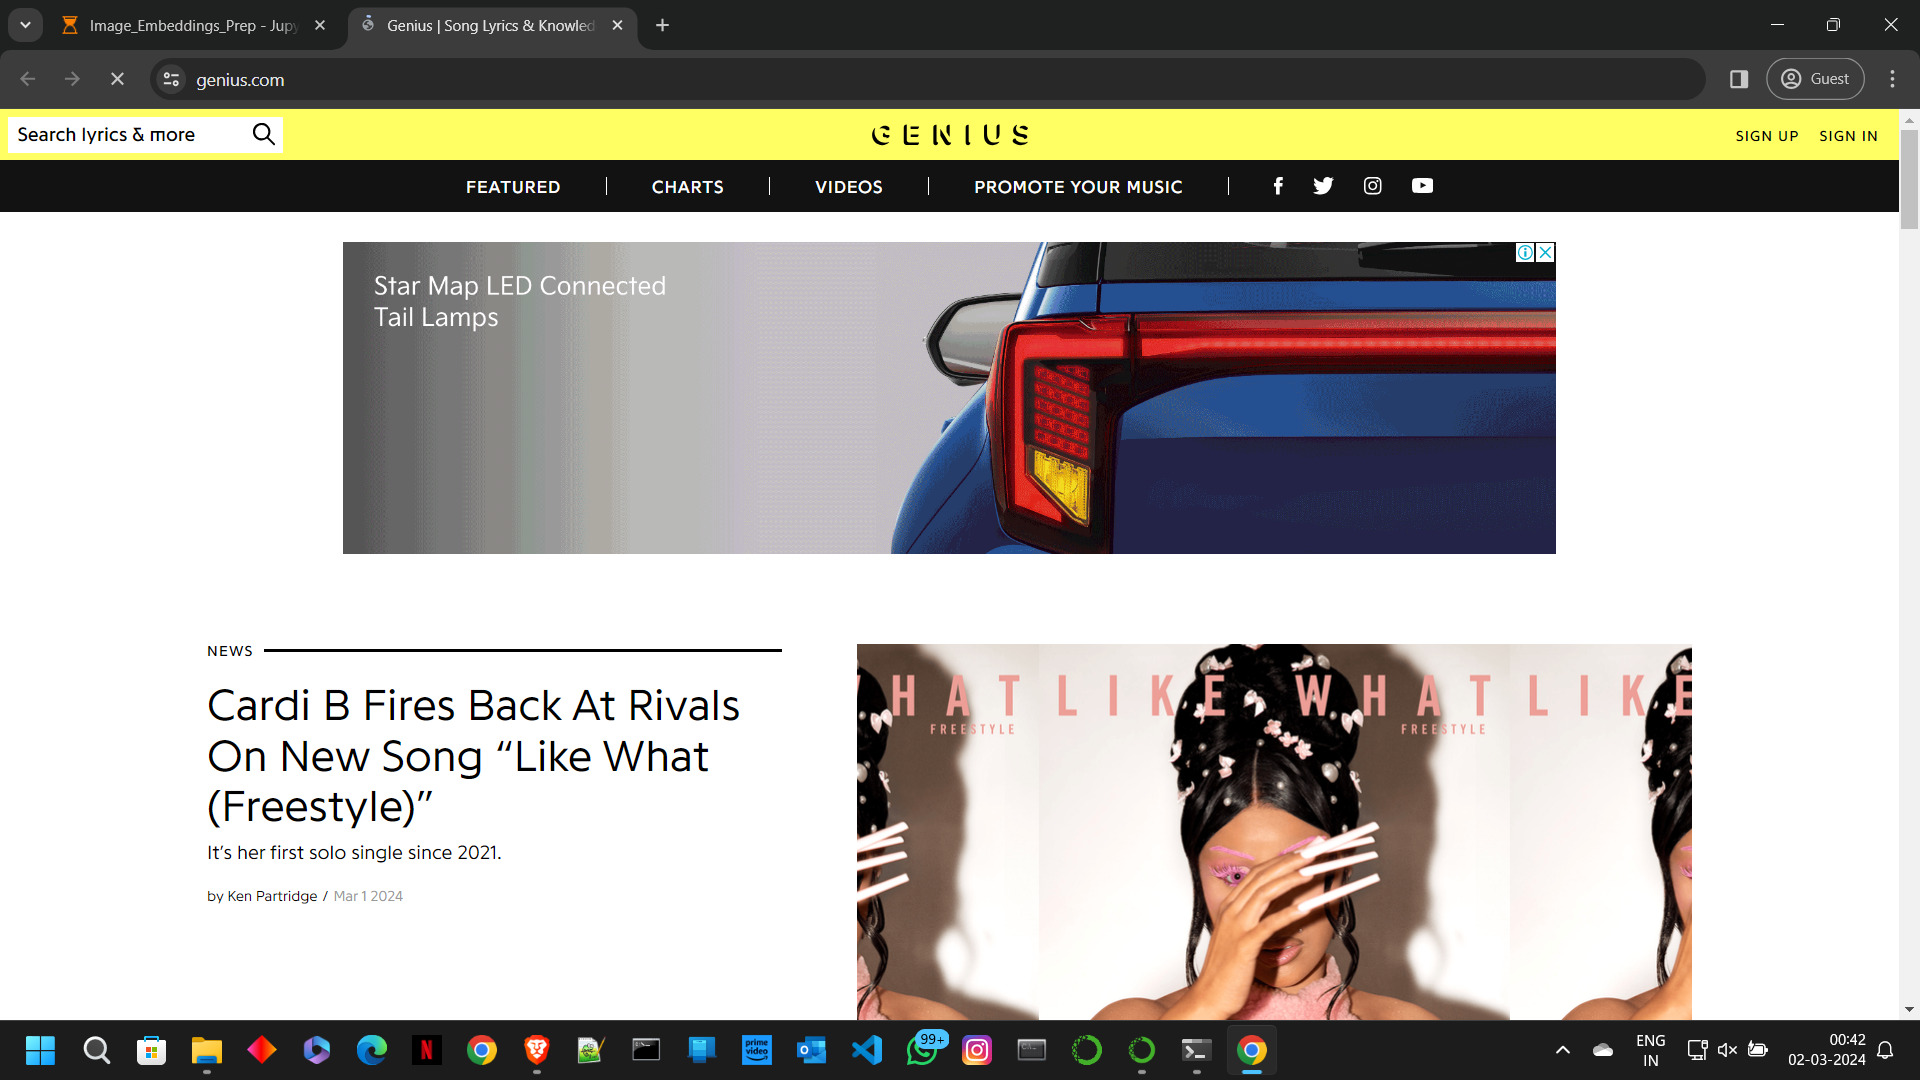 Image_Embeddings_Prep - Jupy
Genius | Song Lyrics & Knowled
genius.com
Guest
Search lyrics & more
GENIUS
SIGN UP
SIGN IN
FEATURED
CHARTS
VIDEOS
PROMOTE YOUR MUSIC
Star Map LED Connected
Tail Lamps
NEWS
Cardi B Fires Back At Rivals
On New Song “Like What
(Freestyle)”
It’s her first solo single since 2021.
by Ken Partridge / Mar 1 2024
HAT LIKE WHAT LIKE
FREESTYLE FREESTYLE
prime
video
99+
ENG
IN
00:42
02-03-2024